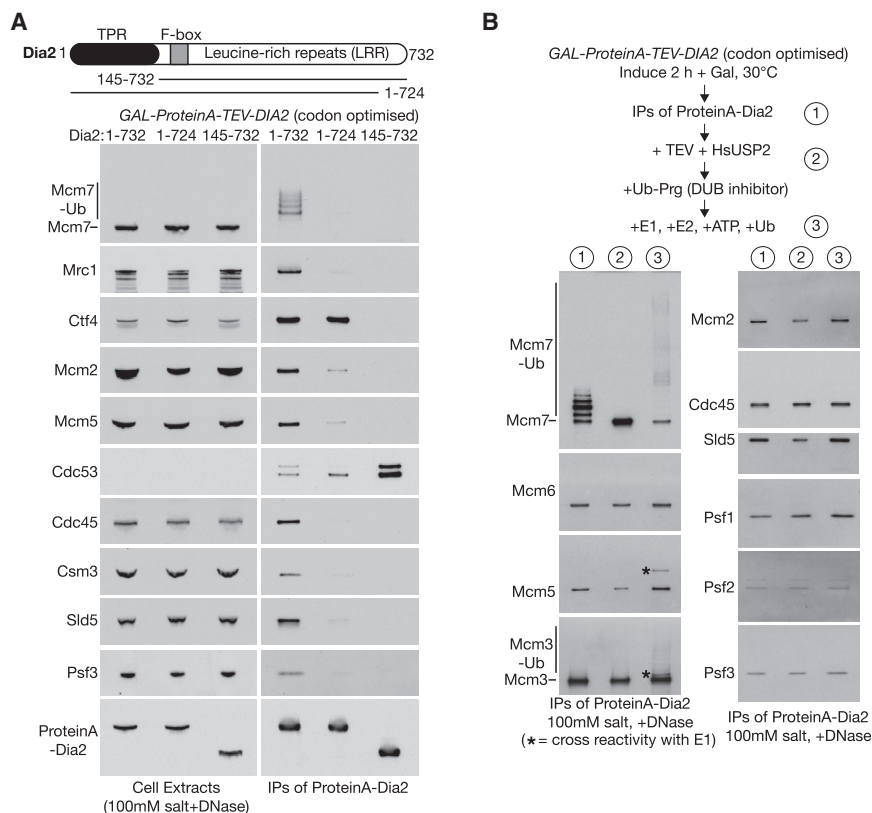 A
TPR
F-box
Dia2 1
Leucine-rich repeats (LRR)
732
145-732
1-724
GAL-ProteinA-TEV-DIA2 (codon optimised)
Dia2: 1-732 1-724 145-732 1-732 1-724 145-732
Mcm7
-Ub
Mcm7
Mrc1
Ctf4
Mcm2
Mcm5
Cdc53
Cdc45
Csm3
Sld5
Psf3
ProteinA
-Dia2
Cell Extracts
(100mM salt+DNase)
IPs of ProteinA-Dia2
B
GAL-ProteinA-TEV-DIA2 (codon optimised)
Induce 2 h + Gal, 30°C
IPs of ProteinA-Dia2 1
+ TEV + HsUSP2 2
+Ub-Prg (DUB inhibitor)
+E1, +E2, +ATP, +Ub 3
1 2 3
Mcm7
-Ub
Mcm7
Mcm6
*
Mcm5
Mcm3
-Ub
*
Mcm3
IPs of ProteinA-Dia2
100mM salt, +DNase
(*= cross reactivity with E1)
1 2 3
Mcm2
Cdc45
Sld5
Psf1
Psf2
Psf3
IPs of ProteinA-Dia2
100mM salt, +DNase